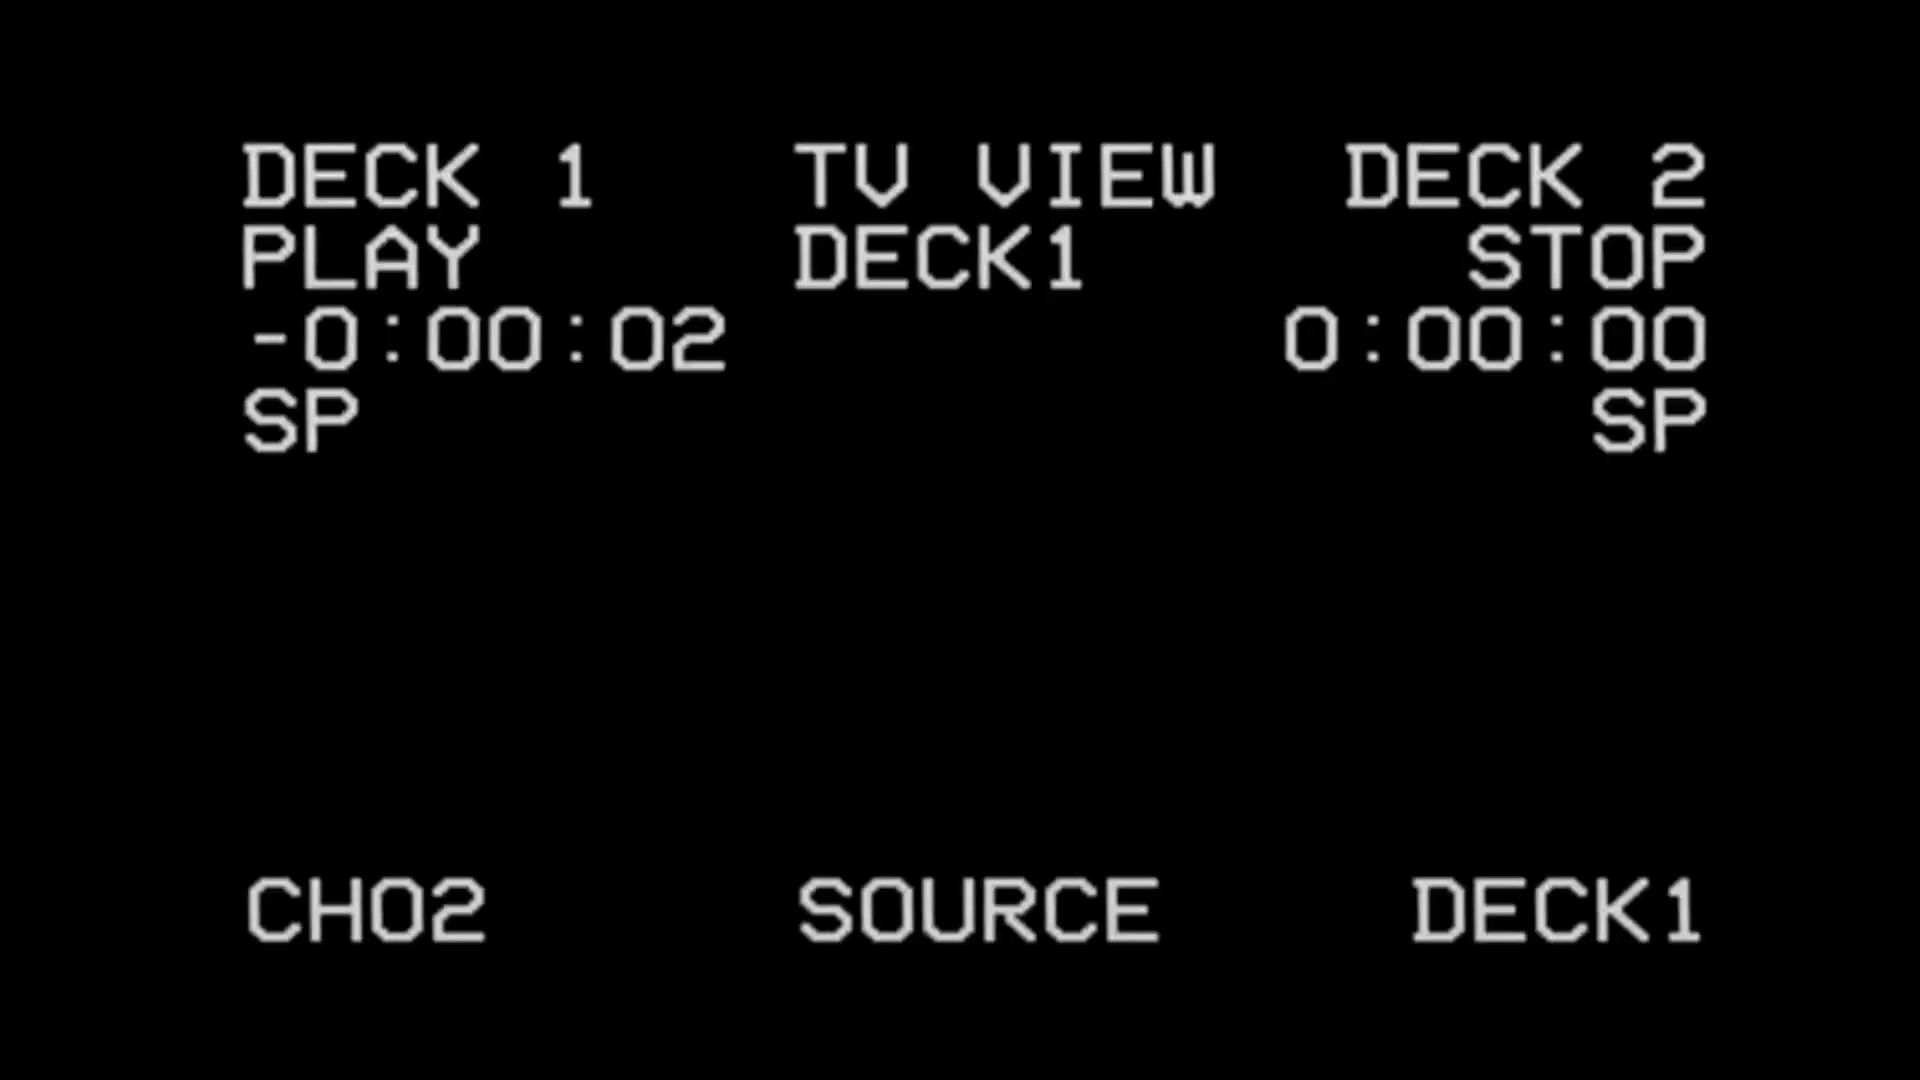 DECK 1 TV VIEW DECK 2
PLAY DECK1 STOP
-0:00:02 0:00:00
SP SP
CH02 SOURCE DECK1